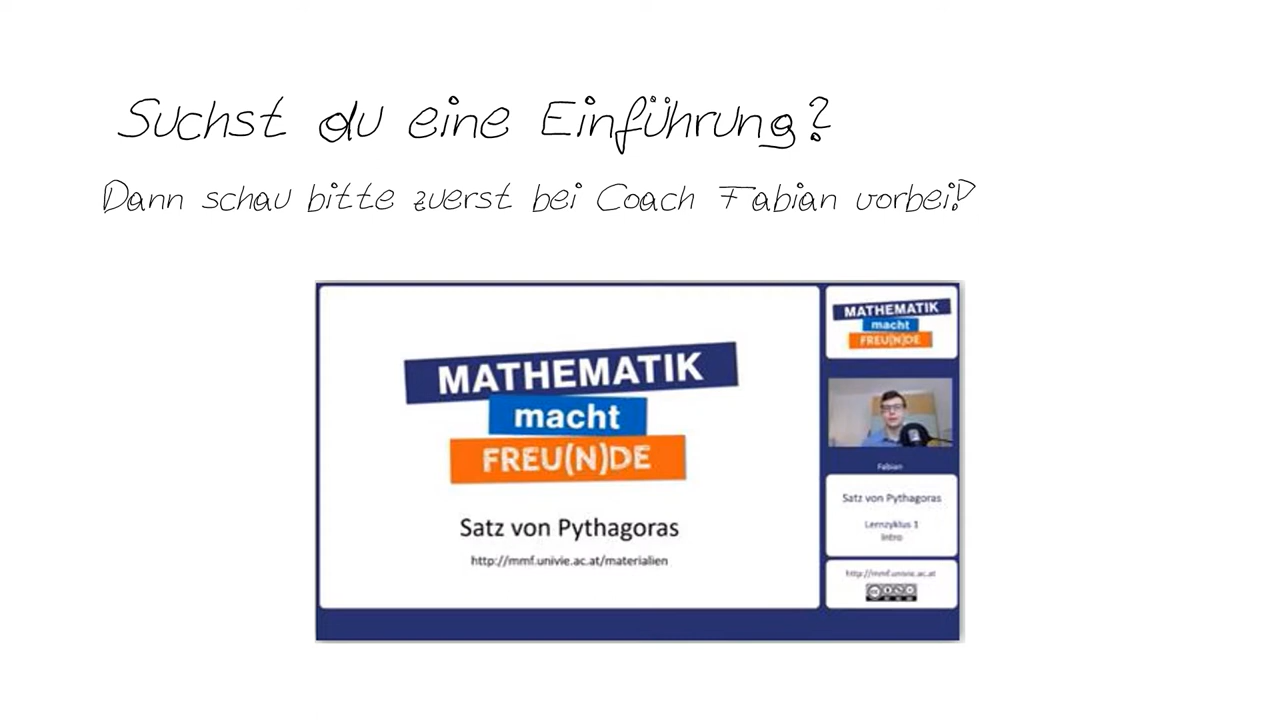 Suchst du eine Einführung?
Dann schau bitte zuerst bei Coach Fabian vorbei!
MATHEMATIK
macht
FREU(N)DE
Satz von Pythagoras
http://mmf.univie.ac.at/materialien
MATHEMATIK
macht
FREU(N)DE
Fabian
Satz von Pythagoras
Lernzyklus 1
Intro
http://mmf.univie.ac.at